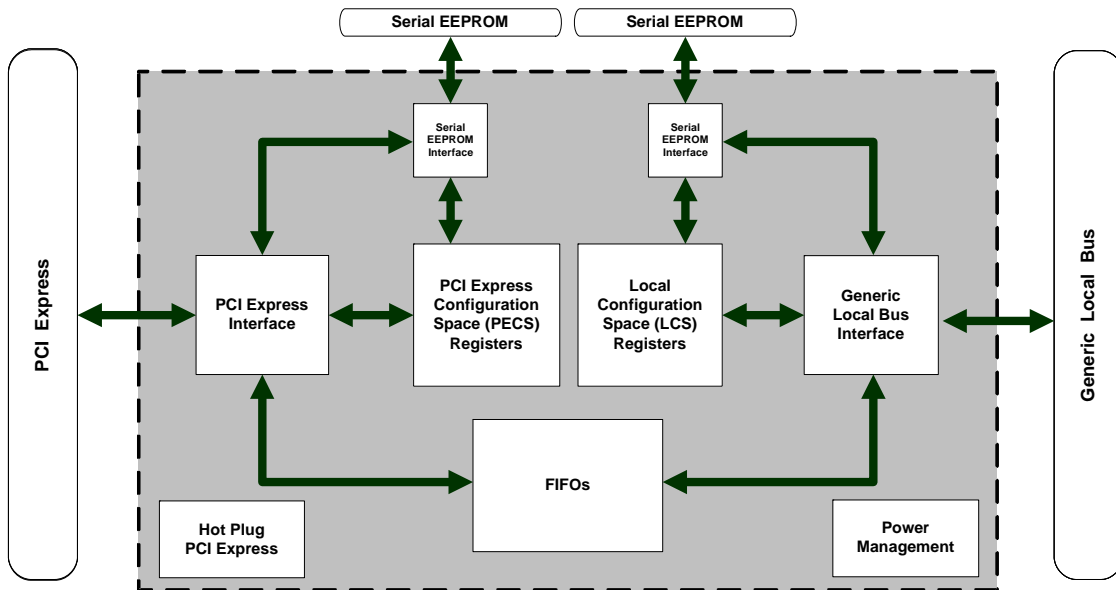 Serial EEPROM
Serial EEPROM
PCI Express
Serial
EEPROM
Interface
Serial
EEPROM
Interface
PCI Express
Interface
PCI Express
Configuration
Space (PECS)
Registers
Local
Configuration
Space (LCS)
Registers
Generic
Local Bus
Interface
Generic Local Bus
FIFOs
Hot Plug
PCI Express
Power
Management